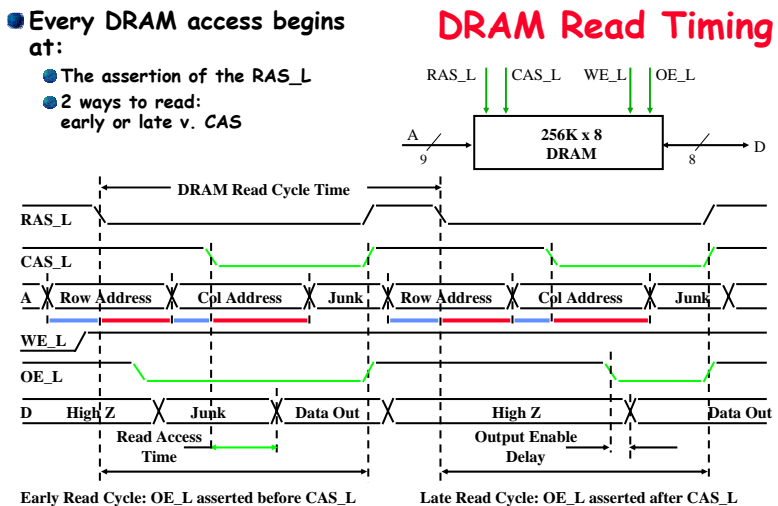 Every DRAM access begins
at:
The assertion of the RAS_L
2 ways to read:
early or late v. CAS
DRAM Read Timing
RAS_L CAS_L WE_L OE_L
A 256K x 8 D
9 DRAM 8
DRAM Read Cycle Time
RAS_L
CAS_L
A Row Address Col Address Junk Row Address Col Address Junk
WE_L
OE_L
D High Z Junk Data Out High Z Data Out
Read Access Output Enable
Time Delay
Early Read Cycle: OE_L asserted before CAS_L Late Read Cycle: OE_L asserted after CAS_L